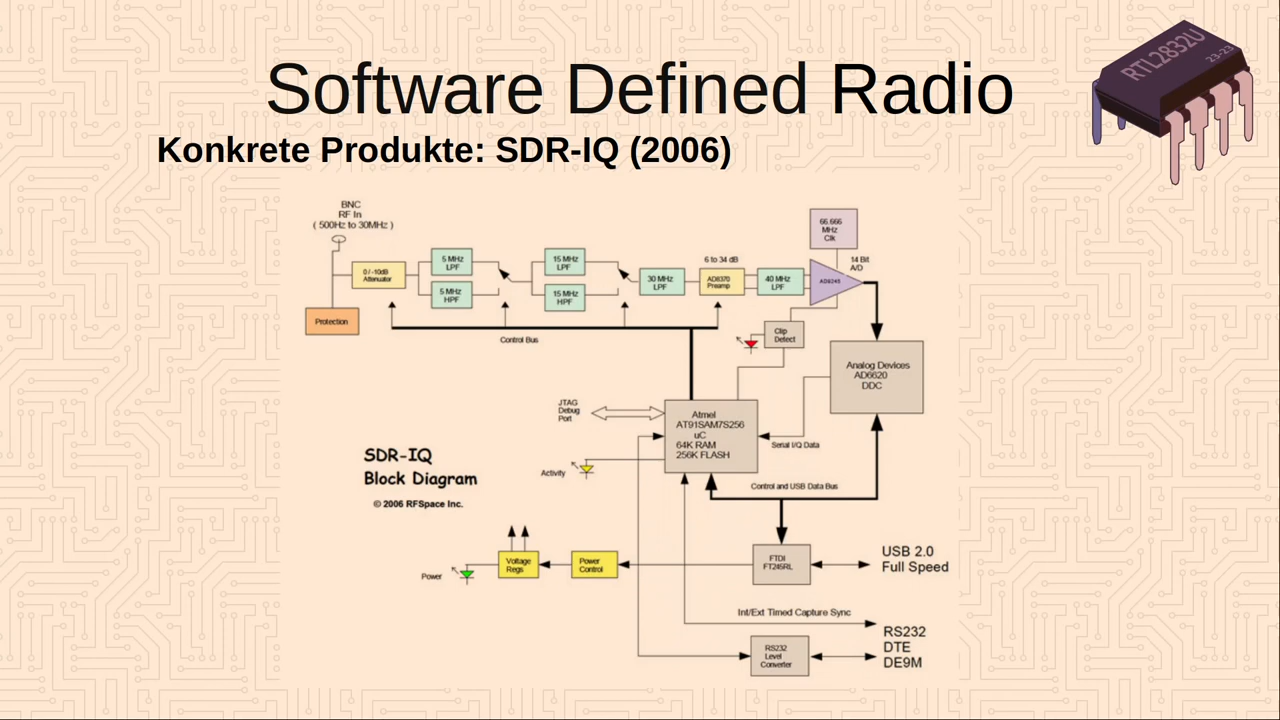 Software Defined Radio
RTL2832U
23-23
Konkrete Produkte: SDR-IQ (2006)
BNC
RF In
( 500Hz to 30MHz )
0 / -10dB
Attenuator
Protection
5 MHz
LPF
5 MHz
HPF
15 MHz
LPF
15 MHz
HPF
30 MHz
LPF
6 to 34 dB
AD8370
Preamp
40 MHz
LPF
66.666
MHz
Clk
14 Bit
A/D
AD9245
Control Bus
Clip
Detect
Analog Devices
AD6620
DDC
JTAG
Debug
Port
Atmel
AT91SAM7S256
uC
64K RAM
256K FLASH
Serial I/Q Data
Activity
SDR-IQ
Block Diagram
© 2006 RFSpace Inc.
Control and USB Data Bus
Power
Voltage
Regs
Power
Control
FTDI
FT245RL
USB 2.0
Full Speed
Int/Ext Timed Capture Sync
RS232
Level
Converter
RS232
DTE
DE9M